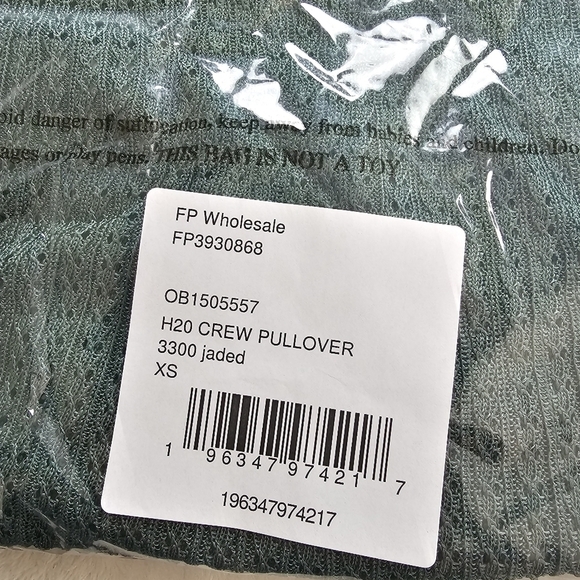 oid danger of suffocation, keep away from babies and children. Do
ages or play pens. THIS BAG IS NOT A TOY
FP Wholesale
FP3930868
OB1505557
H20 CREW PULLOVER
3300 jaded
XS
1 96347 97421 7
196347974217